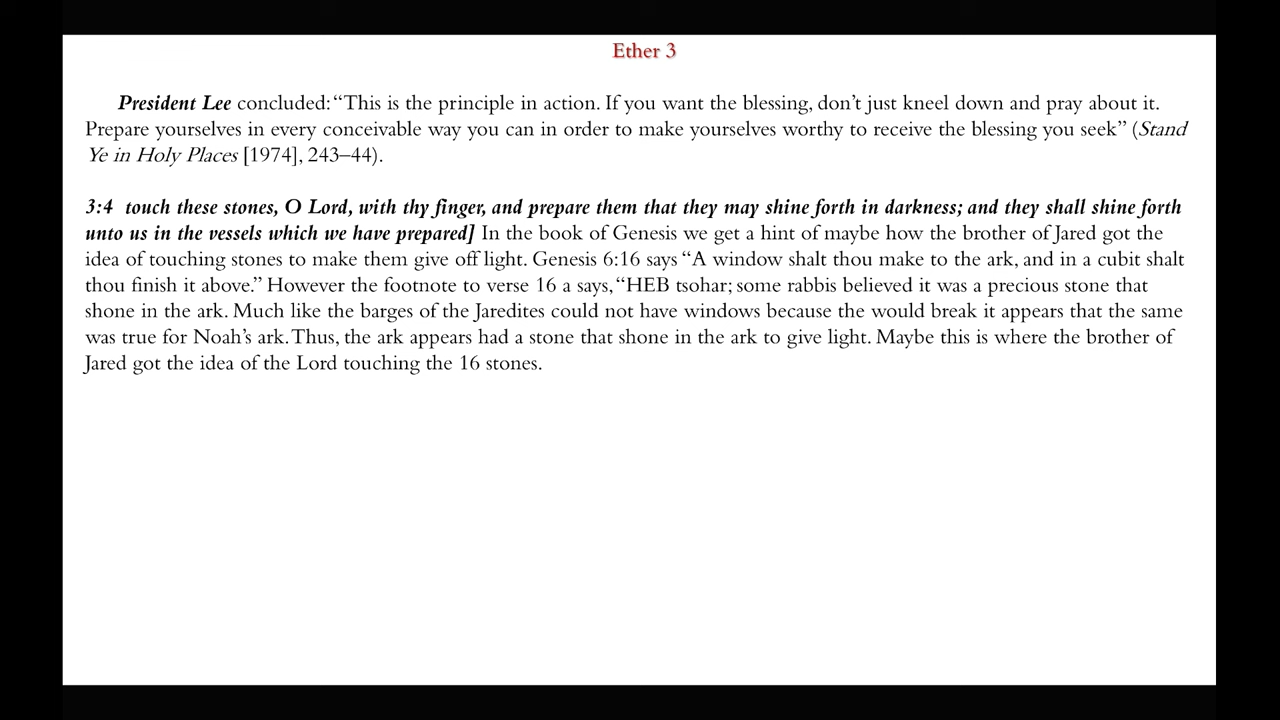 Ether 3
President Lee concluded: “This is the principle in action. If you want the blessing, don’t just kneel down and pray about it.
Prepare yourselves in every conceivable way you can in order to make yourselves worthy to receive the blessing you seek” (Stand
Ye in Holy Places [1974], 243–44).
3:4 touch these stones, O Lord, with thy finger, and prepare them that they may shine forth in darkness; and they shall shine forth
unto us in the vessels which we have prepared] In the book of Genesis we get a hint of maybe how the brother of Jared got the
idea of touching stones to make them give off light. Genesis 6:16 says “A window shalt thou make to the ark, and in a cubit shalt
thou finish it above.” However the footnote to verse 16 a says, “HEB tsohar; some rabbis believed it was a precious stone that
shone in the ark. Much like the barges of the Jaredites could not have windows because the would break it appears that the same
was true for Noah’s ark. Thus, the ark appears had a stone that shone in the ark to give light. Maybe this is where the brother of
Jared got the idea of the Lord touching the 16 stones.